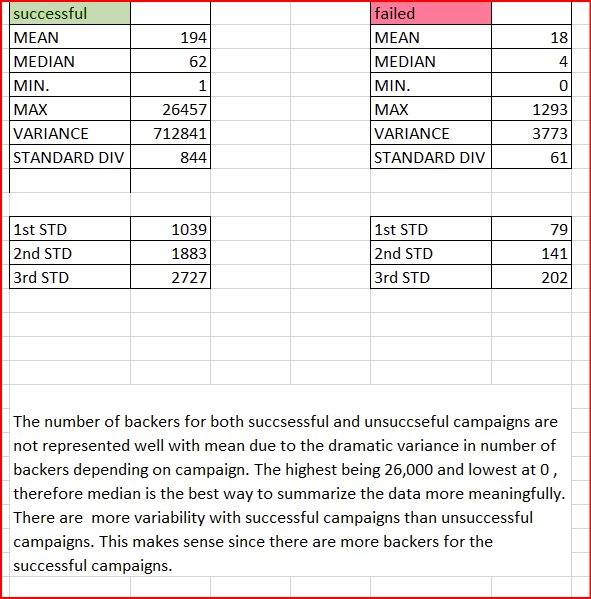 successful failed
MEAN 194 MEAN 18
MEDIAN 62 MEDIAN 4
MIN. 1 MIN. 0
MAX 26457 MAX 1293
VARIANCE 712841 VARIANCE 3773
STANDARD DIV 844 STANDARD DIV 61
1st STD 1039 1st STD 79
2nd STD 1883 2nd STD 141
3rd STD 2727 3rd STD 202
The number of backers for both succsessful and unsuccseful campaigns are
not represented well with mean due to the dramatic variance in number of
backers depending on campaign. The highest being 26,000 and lowest at 0 ,
therefore median is the best way to summarize the data more meaningfully.
There are  more variability with successful campaigns than unsuccessful
campaigns. This makes sense since there are more backers for the
successful campaigns.